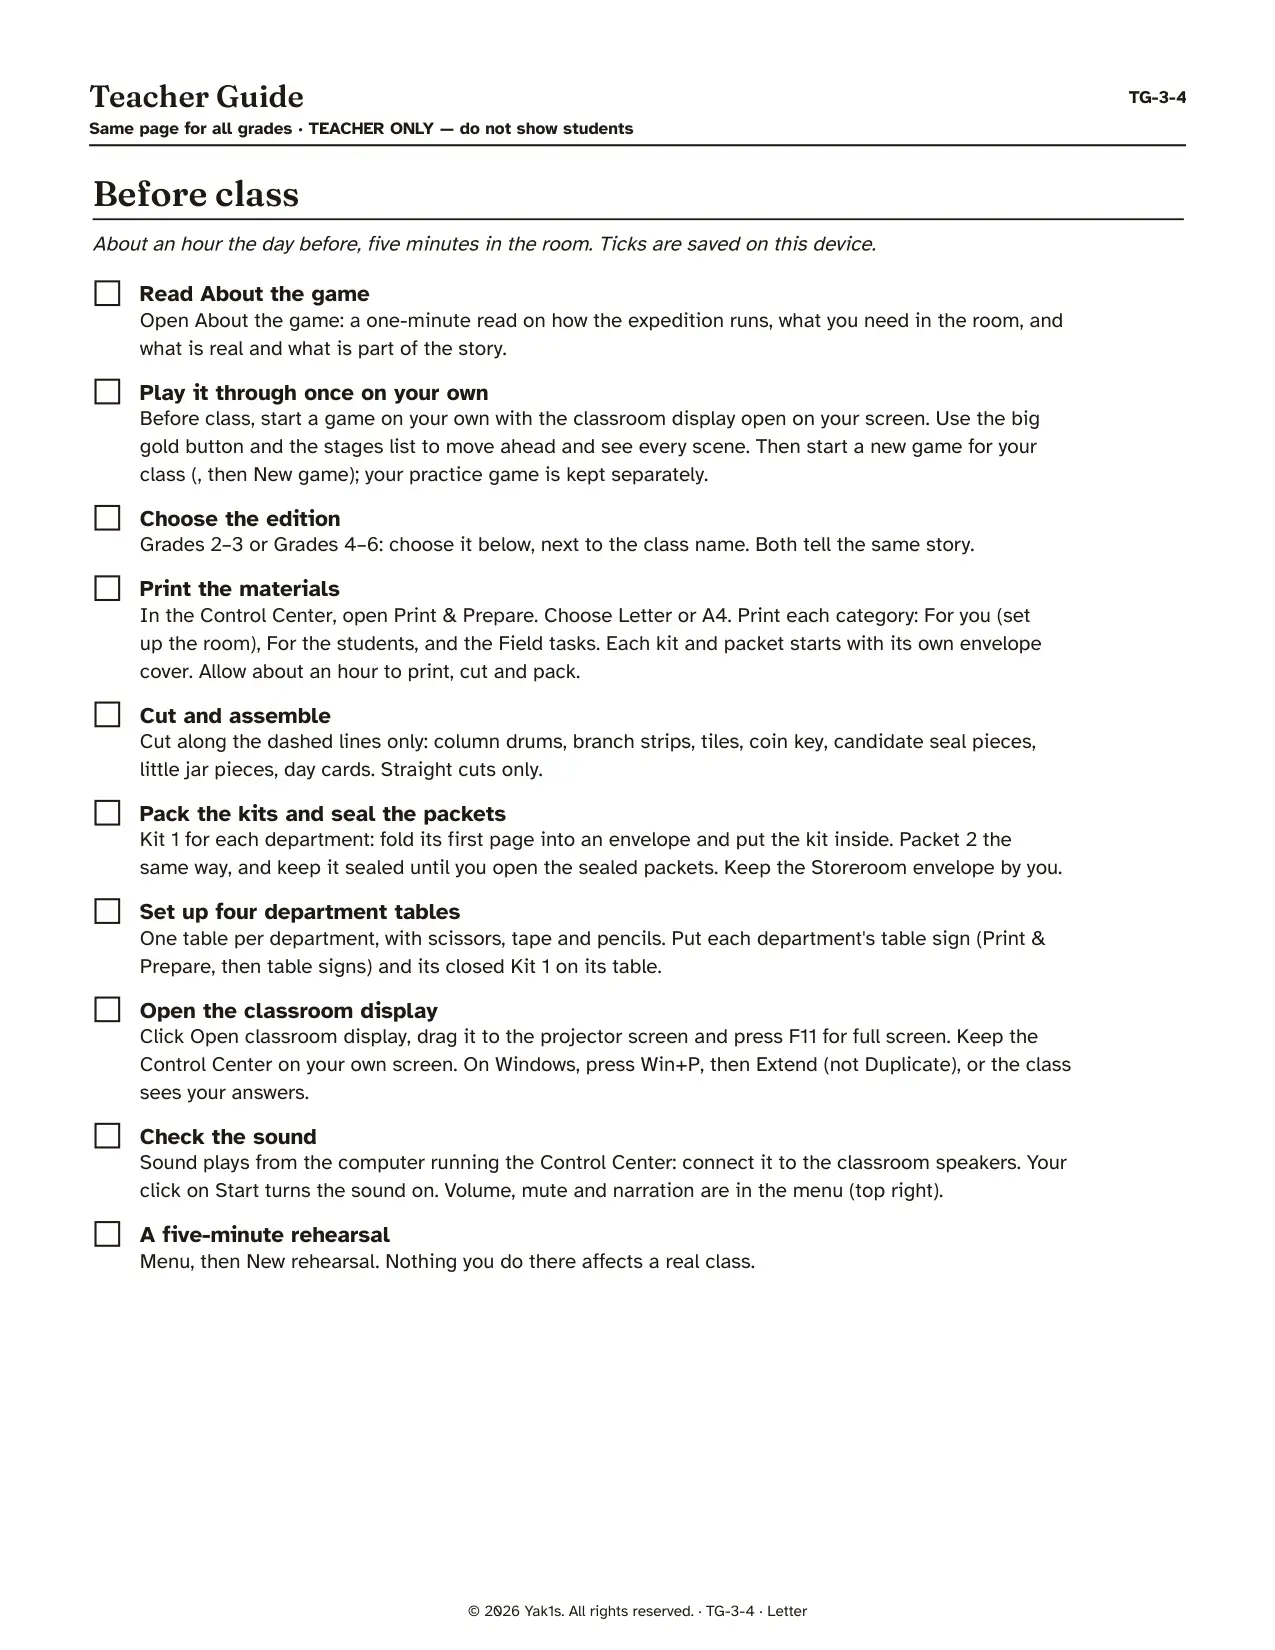 Teacher Guide
TG-3-4
Same page for all grades · TEACHER ONLY — do not show students
Before class
About an hour the day before, five minutes in the room. Ticks are saved on this device.
Read About the game
Open About the game: a one-minute read on how the expedition runs, what you need in the room, and
what is real and what is part of the story.
Play it through once on your own
Before class, start a game on your own with the classroom display open on your screen. Use the big
gold button and the stages list to move ahead and see every scene. Then start a new game for your
class (, then New game); your practice game is kept separately.
Choose the edition
Grades 2–3 or Grades 4–6: choose it below, next to the class name. Both tell the same story.
Print the materials
In the Control Center, open Print & Prepare. Choose Letter or A4. Print each category: For you (set
up the room), For the students, and the Field tasks. Each kit and packet starts with its own envelope
cover. Allow about an hour to print, cut and pack.
Cut and assemble
Cut along the dashed lines only: column drums, branch strips, tiles, coin key, candidate seal pieces,
little jar pieces, day cards. Straight cuts only.
Pack the kits and seal the packets
Kit 1 for each department: fold its first page into an envelope and put the kit inside. Packet 2 the
same way, and keep it sealed until you open the sealed packets. Keep the Storeroom envelope by you.
Set up four department tables
One table per department, with scissors, tape and pencils. Put each department's table sign (Print &
Prepare, then table signs) and its closed Kit 1 on its table.
Open the classroom display
Click Open classroom display, drag it to the projector screen and press F11 for full screen. Keep the
Control Center on your own screen. On Windows, press Win+P, then Extend (not Duplicate), or the class
sees your answers.
Check the sound
Sound plays from the computer running the Control Center: connect it to the classroom speakers. Your
click on Start turns the sound on. Volume, mute and narration are in the menu (top right).
A five-minute rehearsal
Menu, then New rehearsal. Nothing you do there affects a real class.
© 2026 Yak1s. All rights reserved. · TG-3-4 · Letter